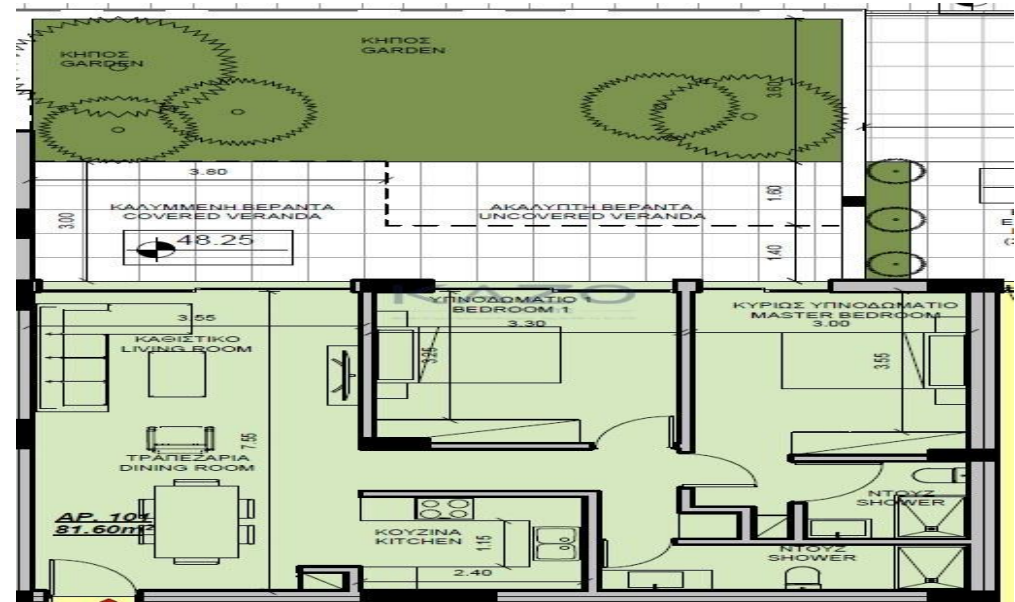 ΚΗΠΟΣ
GARDEN
ΚΗΠΟΣ
GARDEN
3.60
3.80
ΚΑΛΥΜΜΕΝΗ ΒΕΡΑΝΤΑ
COVERED VERANDA
3.00
48.25
ΑΚΑΛΥΠΤΗ ΒΕΡΑΝΤΑ
UNCOVERED VERANDA
1.60
1.40
KAZO
3.55
ΚΑΘΙΣΤΙΚΟ
LIVING ROOM
ΥΠΝΟΔΩΜΑΤΙΟ 1
BEDROOM 1
3.30
3.25
ΚΥΡΙΩΣ ΥΠΝΟΔΩΜΑΤΙΟ
MASTER BEDROOM
3.00
3.55
7.55
ΤΡΑΠΕΖΑΡΙΑ
DINING ROOM
AP. 101
81.60m²
ΚΟΥΖΙΝΑ
KITCHEN
1.15
2.40
ΝΤΟΥΖ
SHOWER
ΝΤΟΥΖ
SHOWER